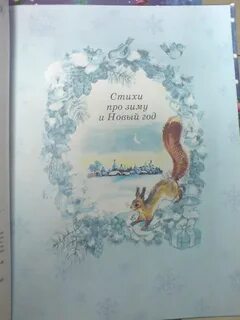 Стихи
про зиму
и Новый год